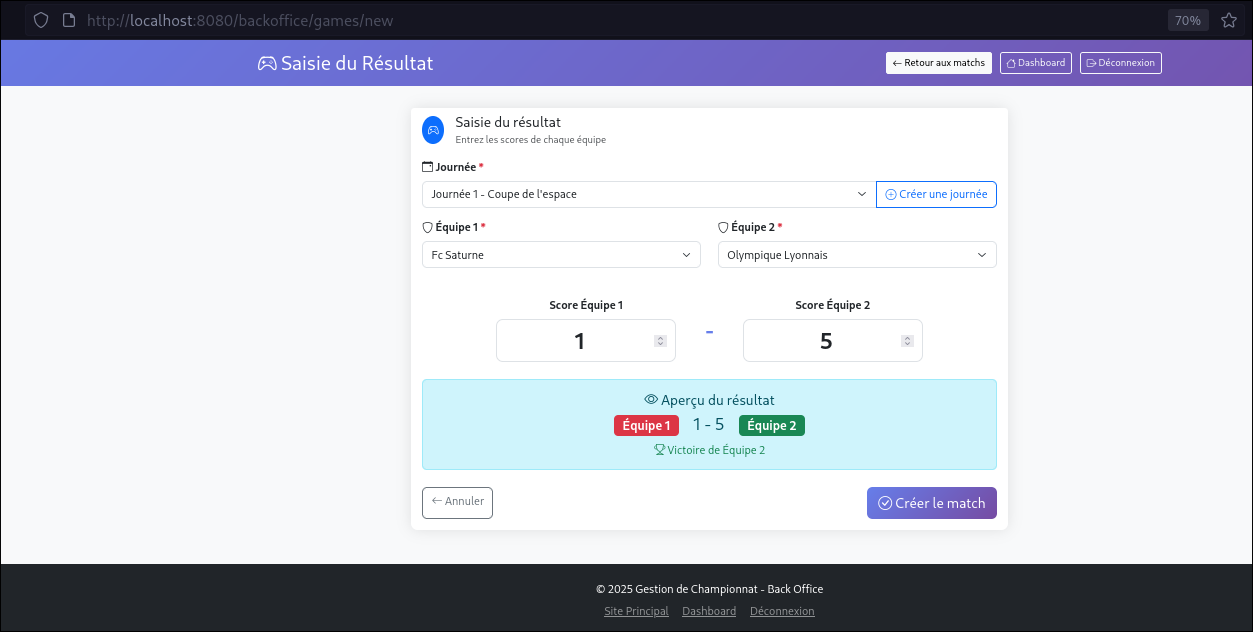 http://localhost:8080/backoffice/games/new 70%
Saisie du Résultat ← Retour aux matchs Dashboard Déconnexion
Saisie du résultat
Entrez les scores de chaque équipe
Journée *
Journée 1 - Coupe de l'espace Créer une journée
Équipe 1 * Équipe 2 *
Fc Saturne Olympique Lyonnais
Score Équipe 1 Score Équipe 2
1 - 5
Aperçu du résultat
Équipe 1 1 - 5 Équipe 2
Victoire de Équipe 2
← Annuler Créer le match
© 2025 Gestion de Championnat - Back Office
Site Principal Dashboard Déconnexion